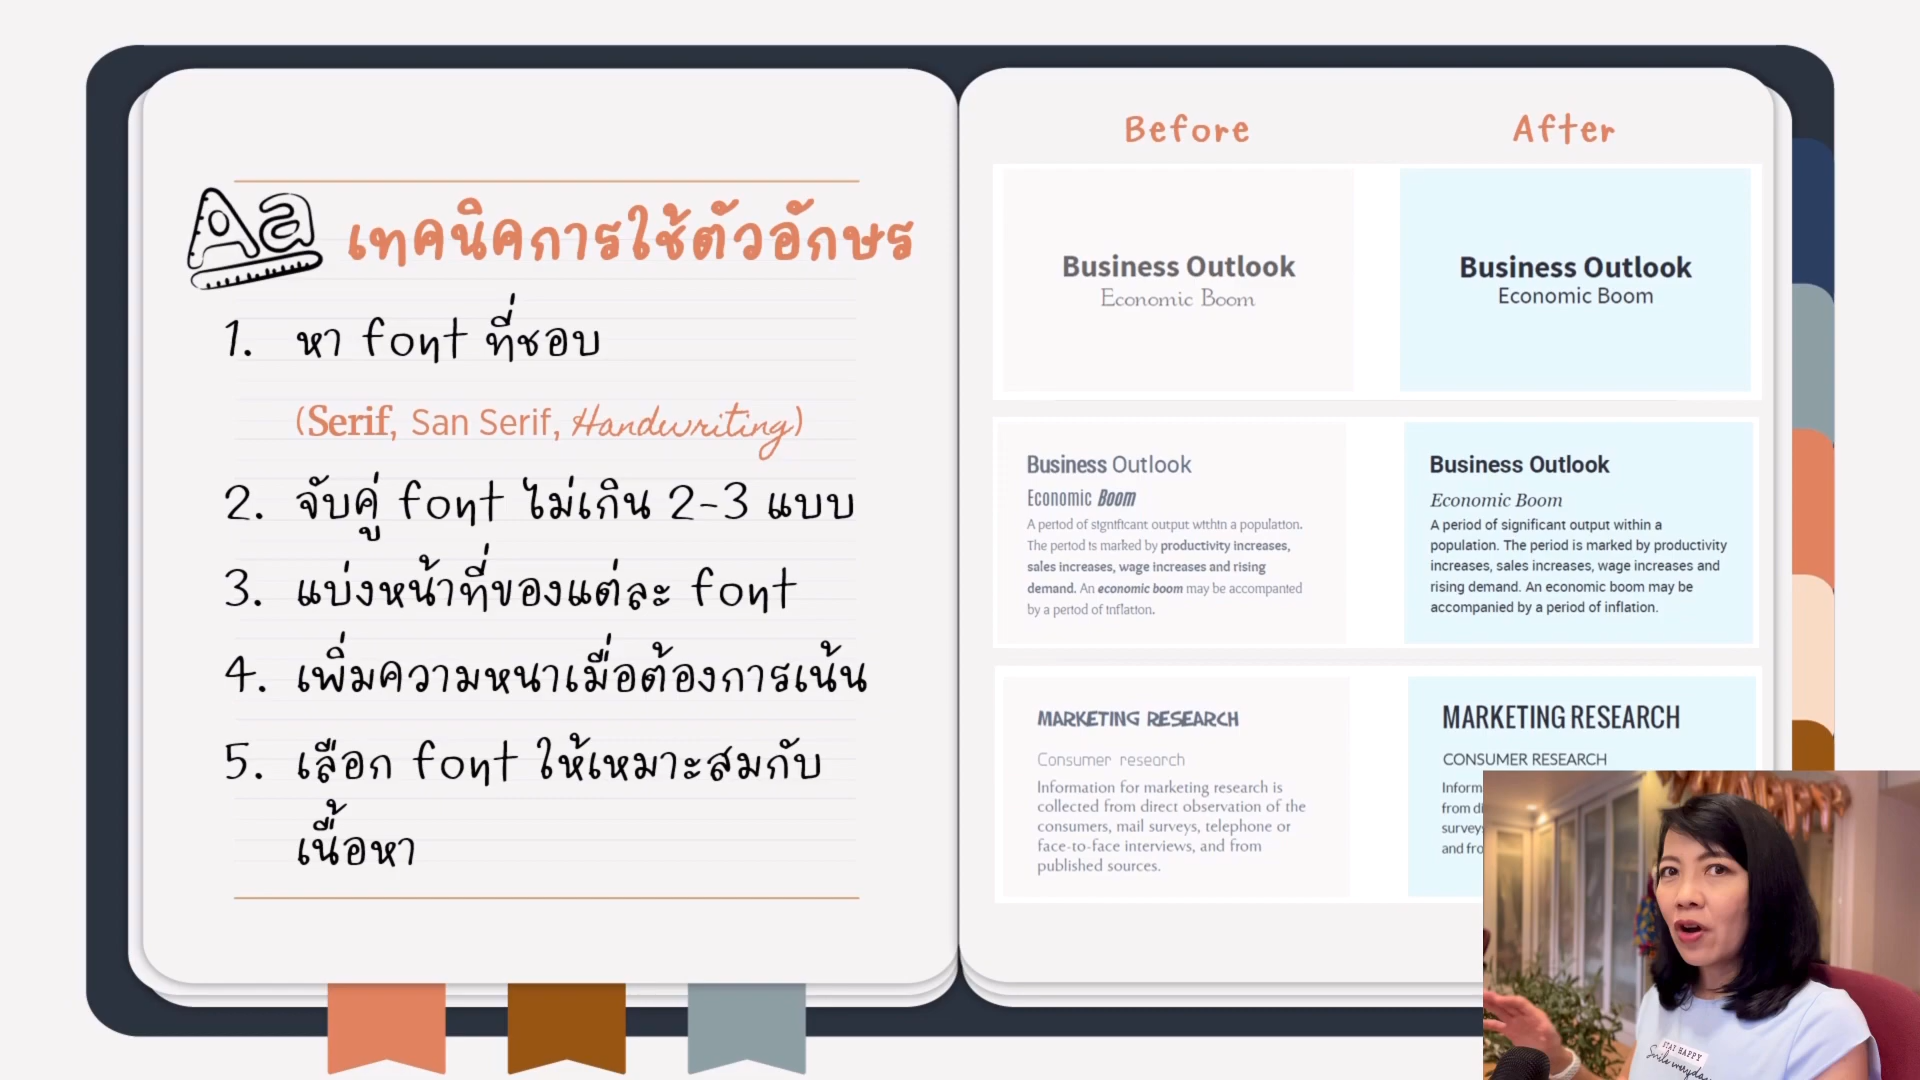 Aa เทคนิคการใช้ตัวอักษร
1. หา font ที่ชอบ
(Serif, San Serif, Handwriting)
2. จับคู่ font ไม่เกิน 2-3 แบบ
3. แบ่งหน้าที่ของแต่ละ font
4. เพิ่มความหนาเมื่อต้องการเน้น
5. เลือก font ให้เหมาะสมกับ
เนื้อหา
Before
After
Business Outlook
Economic Boom
Business Outlook
Economic Boom
Business Outlook
Economic Boom
A period of significant output within a population.
The period is marked by productivity increases,
sales increases, wage increases and rising
demand. An economic boom may be accompanied
by a period of inflation.
Business Outlook
Economic Boom
A period of significant output within a
population. The period is marked by productivity
increases, sales increases, wage increases and
rising demand. An economic boom may be
accompanied by a period of inflation.
MARKETING RESEARCH
Consumer research
Information for marketing research is
collected from direct observation of the
consumers, mail surveys, telephone or
face-to-face interviews, and from
published sources.
MARKETING RESEARCH
CONSUMER RESEARCH
Inform
from di
surveys
and fro
STAY HAPPY
Smile everyday